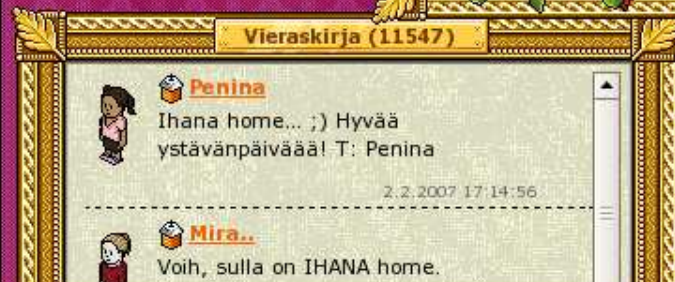 Vieraskirja (11547)
Penina
Ihana home... ;) Hyvää
ystävänpäiväää! T: Penina
2.2.2007 17:14:56
Mira..
Voih, sulla on IHANA home.